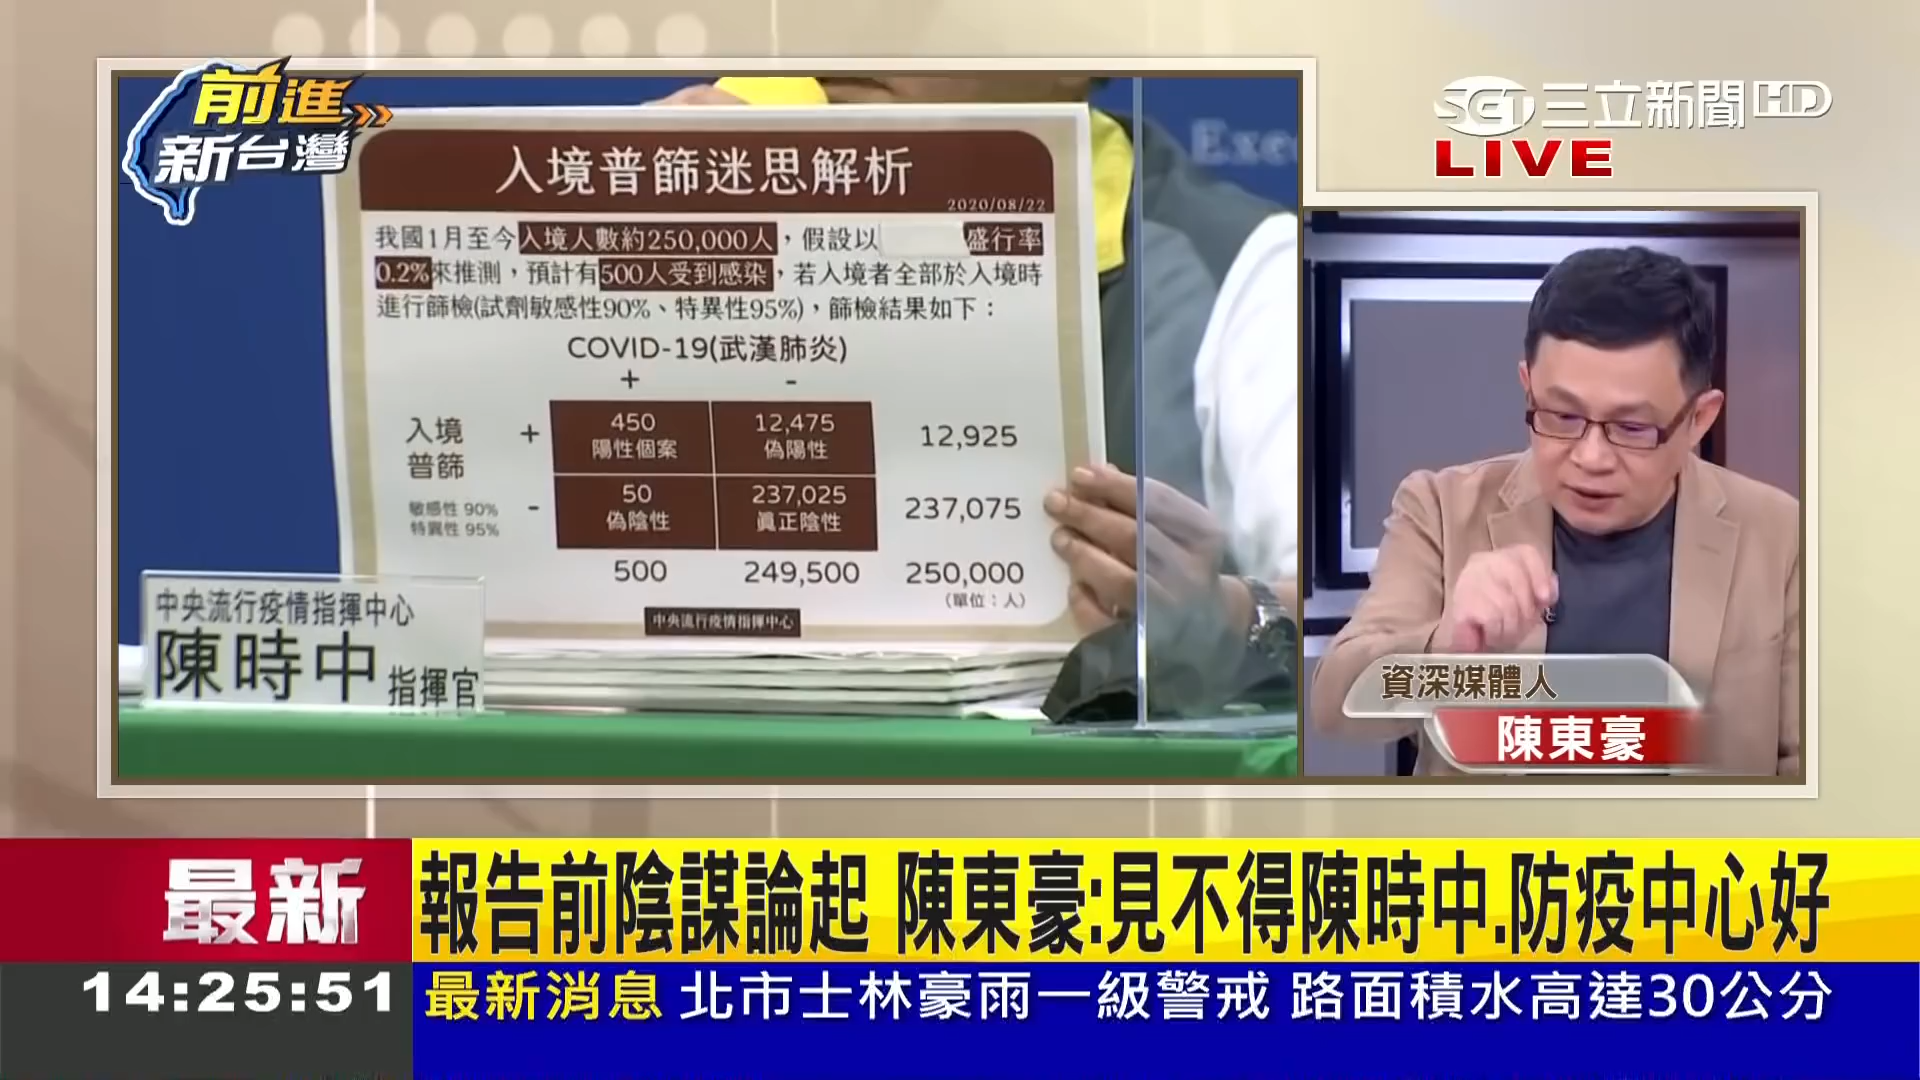 前進
新台灣
SET三立新聞HD
LIVE
入境普篩迷思解析
2020/08/22
我國1月至今入境人數約250,000人，假設以 盛行率
0.2%來推測，預計有500人受到感染，若入境者全部於入境時
進行篩檢(試劑敏感性90%、特異性95%)，篩檢結果如下：
COVID-19(武漢肺炎)
+ -
入境
普篩
敏感性 90%
特異性 95%
+ 450 12,475 12,925
陽性個案 偽陽性
- 50 237,025 237,075
偽陰性 真正陰性
500 249,500 250,000
(單位：人)
中央流行疫情指揮中心
中央流行疫情指揮中心
陳時中 指揮官
資深媒體人
陳東豪
最新
報告前陰謀論起 陳東豪:見不得陳時中.防疫中心好
14:25:51
最新消息 北市士林豪雨一級警戒 路面積水高達30公分